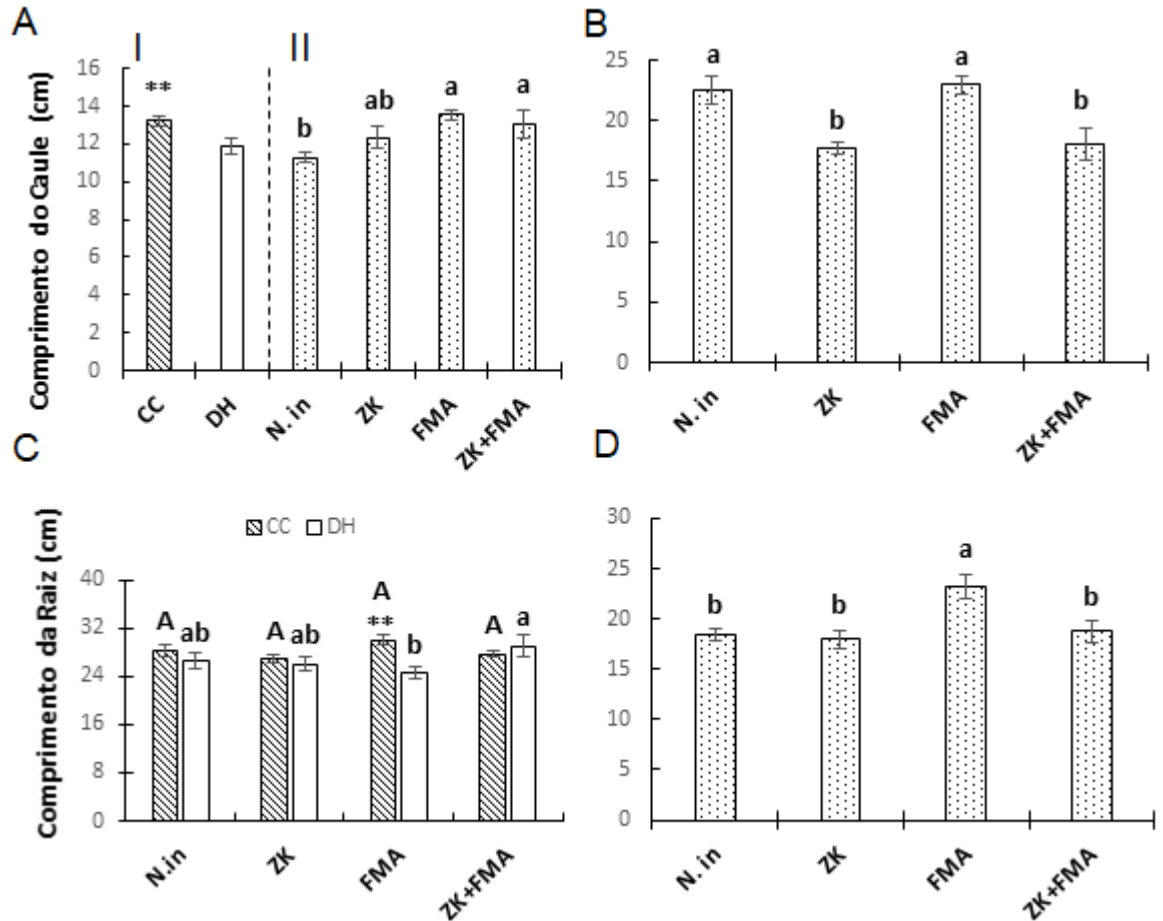 A
I
II
Comprimento do Caule (cm)
16
14
12
10
8
6
4
2
0
**
b
ab
a
a
CC
DH
N. in
ZK
FMA
ZK+FMA
B
25
20
15
10
5
0
a
b
a
b
N. in
ZK
FMA
ZK+FMA
C
CC
DH
Comprimento da Raiz (cm)
40
32
24
16
8
0
A
ab
A
ab
A
**
b
A
a
N.in
ZK
FMA
ZK+FMA
D
30
25
20
15
10
5
0
b
b
a
b
N. in
ZK
FMA
ZK+FMA